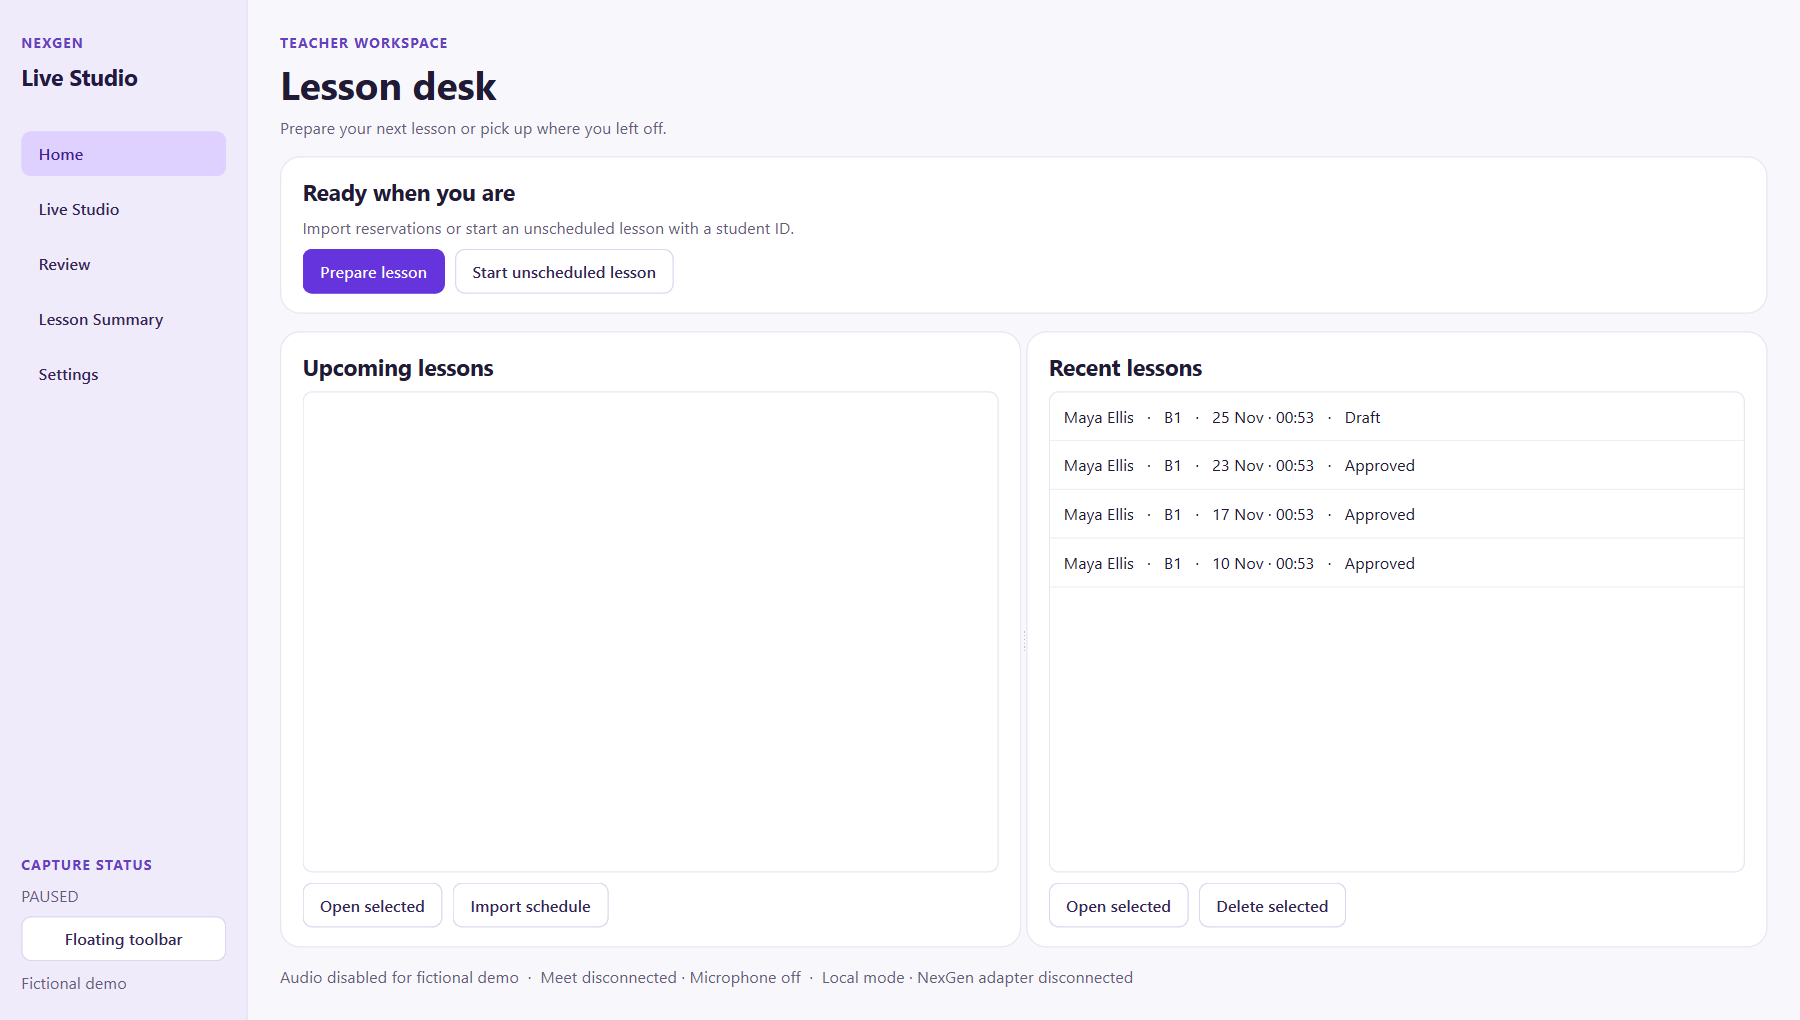 NEXGEN
Live Studio
Home
Live Studio
Review
Lesson Summary
Settings
CAPTURE STATUS
PAUSED
Floating toolbar
Fictional demo
TEACHER WORKSPACE
Lesson desk
Prepare your next lesson or pick up where you left off.
Ready when you are
Import reservations or start an unscheduled lesson with a student ID.
Prepare lesson
Start unscheduled lesson
Upcoming lessons
Open selected
Import schedule
Recent lessons
Maya Ellis · B1 · 25 Nov · 00:53 · Draft
Maya Ellis · B1 · 23 Nov · 00:53 · Approved
Maya Ellis · B1 · 17 Nov · 00:53 · Approved
Maya Ellis · B1 · 10 Nov · 00:53 · Approved
Open selected
Delete selected
Audio disabled for fictional demo · Meet disconnected · Microphone off · Local mode · NexGen adapter disconnected